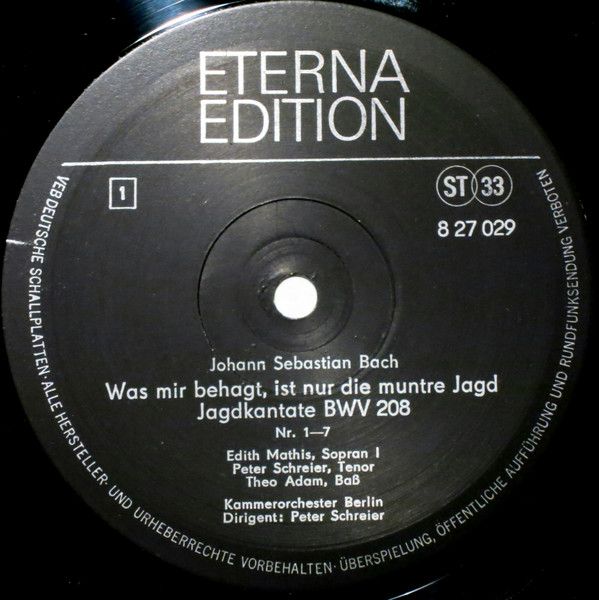 ETERNA
EDITION
1
ST 33
8 27 029
Johann Sebastian Bach
Was mir behagt, ist nur die muntre Jagd
Jagdkantate BWV 208
Nr. 1—7
Edith Mathis, Sopran I
Peter Schreier, Tenor
Theo Adam, Baß
Kammerorchester Berlin
Dirigent: Peter Schreier
VEB DEUTSCHE SCHALLPLATTEN · ALLE HERSTELLER- UND URHEBERRECHTE VORBEHALTEN · ÜBERSPIELUNG, ÖFFENTLICHE AUFFÜHRUNG UND RUNDFUNKSENDUNG VERBOTEN